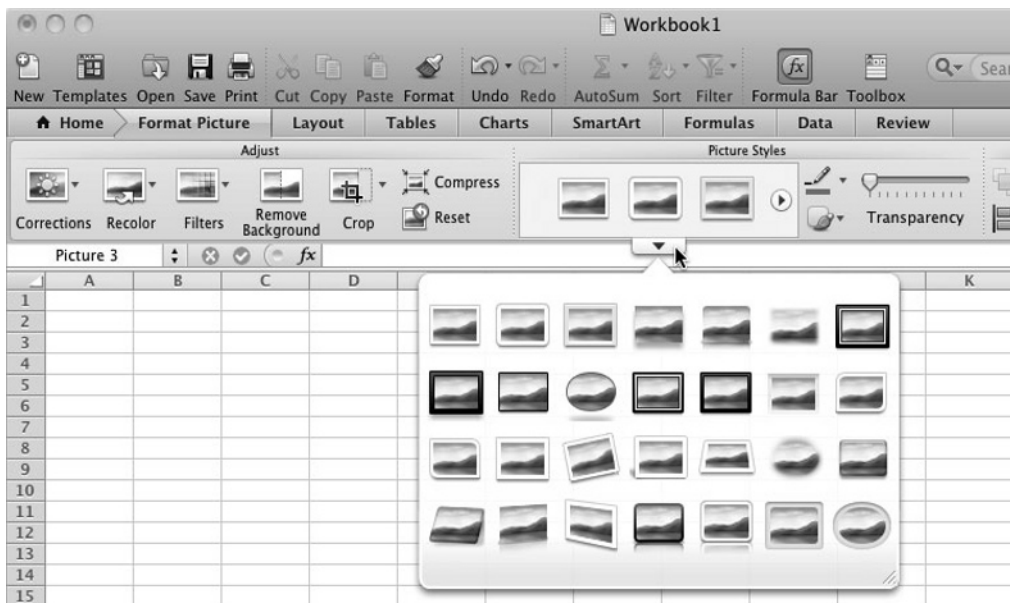 Workbook1
New Templates Open Save Print Cut Copy Paste Format Undo Redo AutoSum Sort Filter Formula Bar Toolbox
Home Format Picture Layout Tables Charts SmartArt Formulas Data Review
Adjust Picture Styles
Corrections Recolor Filters Remove Background Crop Compress Reset Transparency
Picture 3 fx
A B C D K
1
2
3
4
5
6
7
8
9
10
11
12
13
14
15